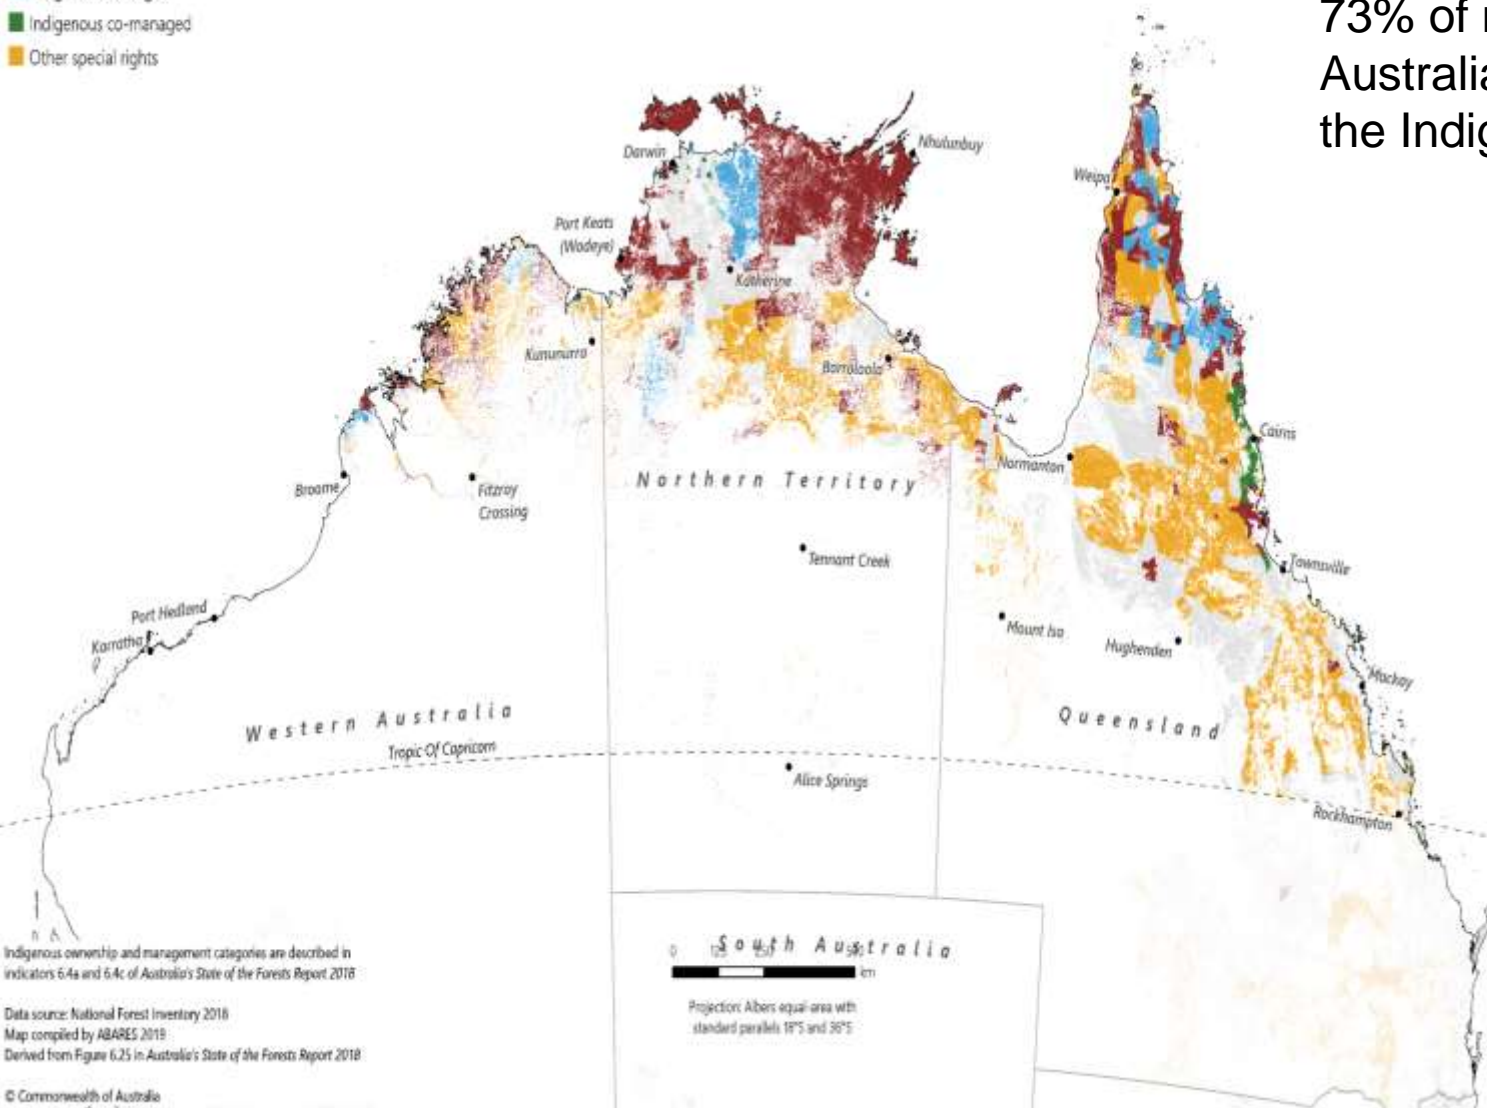 Indigenous co-managed
Other special rights
73% of
Australia
the Indig
Darwin
Nhulunbuy
Weipa
Port Keats
(Wadeye)
Katherine
Kununurra
Borroloola
Cairns
Normanton
Northern Territory
Broome
Fitzroy
Crossing
Tennant Creek
Townsville
Port Hedland
Karratha
Mount Isa
Hughenden
Mackay
Western Australia
Queensland
Tropic Of Capricorn
Alice Springs
Rockhampton
South Australia
0 125 250 500
km
Projection: Albers equal-area with
standard parallels 18°S and 36°S
Indigenous ownership and management categories are described in
indicators 6.4a and 6.4c of Australia's State of the Forests Report 2018
Data source: National Forest Inventory 2018
Map compiled by ABARES 2019
Derived from Figure 6.25 in Australia's State of the Forests Report 2018
© Commonwealth of Australia